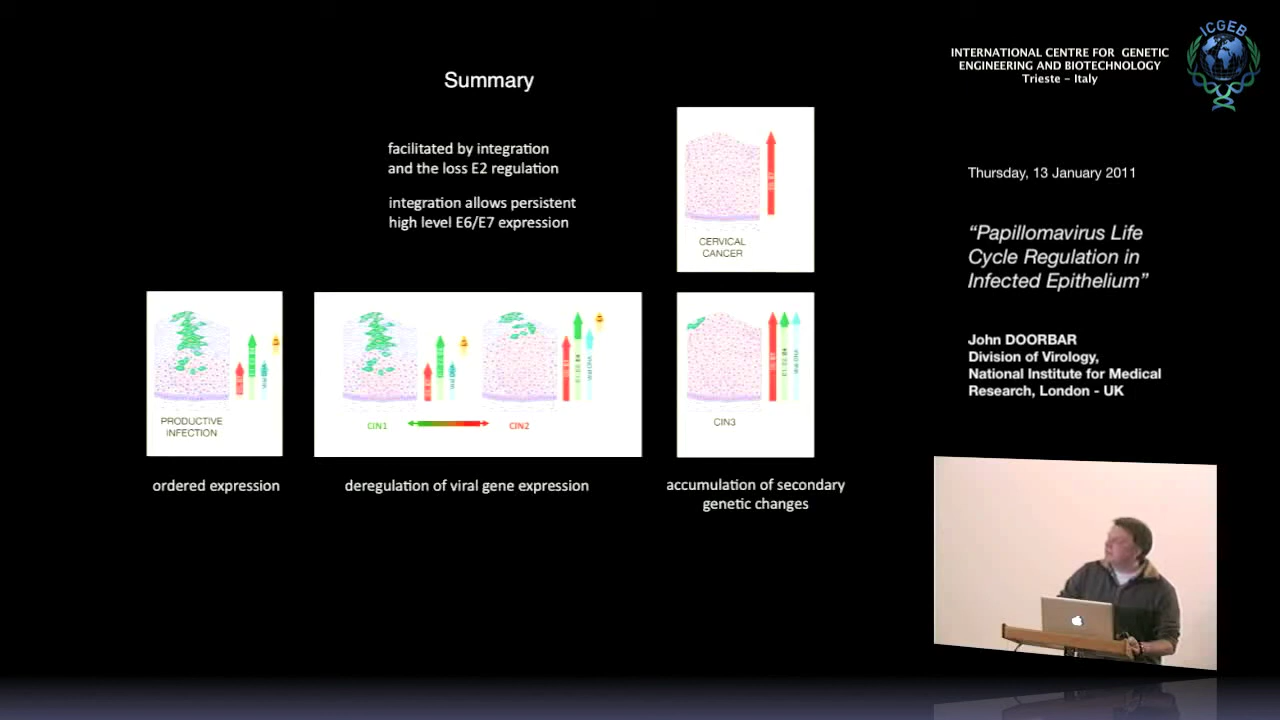 Summary
facilitated by integration
and the loss E2 regulation
integration allows persistent
high level E6/E7 expression
CERVICAL
CANCER
PRODUCTIVE
INFECTION
CIN1
CIN2
CIN3
ordered expression
deregulation of viral gene expression
accumulation of secondary
genetic changes
INTERNATIONAL CENTRE FOR GENETIC
ENGINEERING AND BIOTECHNOLOGY
Trieste – Italy
ICGEB
Thursday, 13 January 2011
“Papillomavirus Life
Cycle Regulation in
Infected Epithelium”
John DOORBAR
Division of Virology,
National Institute for Medical
Research, London - UK